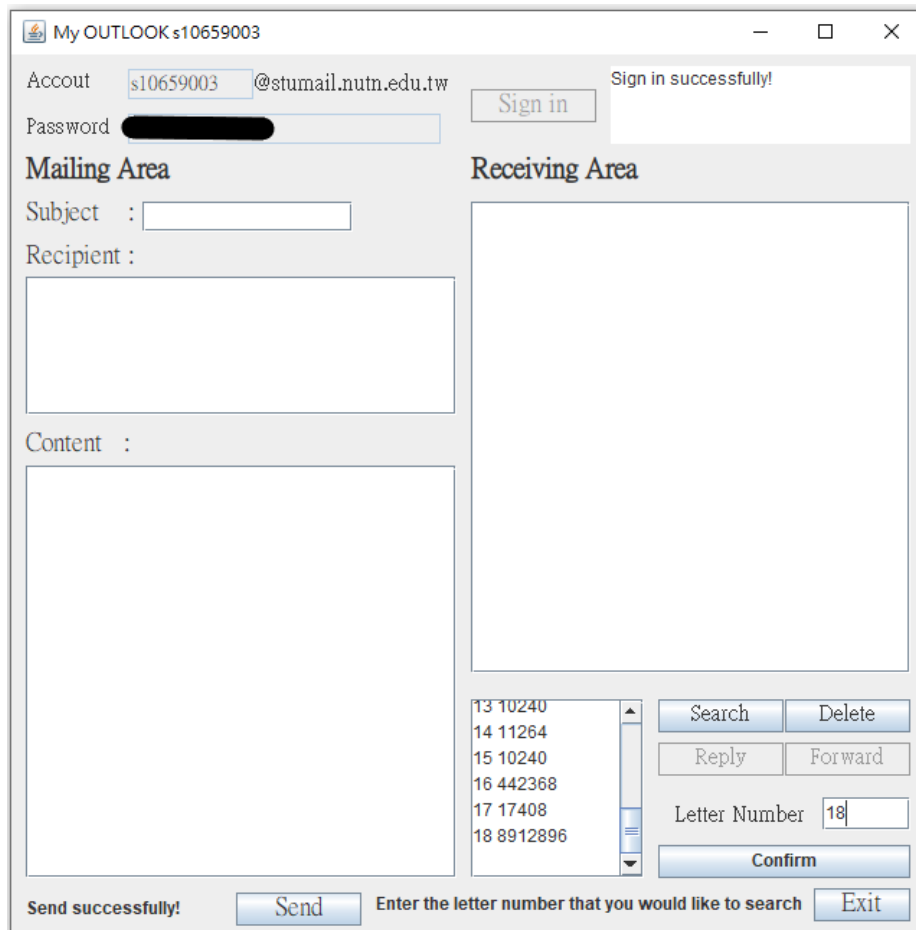 My OUTLOOK s10659003
Accout s10659003 @stumail.nutn.edu.tw
Sign in
Sign in successfully!
Password
Mailing Area
Subject :
Recipient :
Content :
Send successfully!
Send
Receiving Area
13 10240
14 11264
15 10240
16 442368
17 17408
18 8912896
Search Delete
Reply Forward
Letter Number 18
Confirm
Enter the letter number that you would like to search
Exit